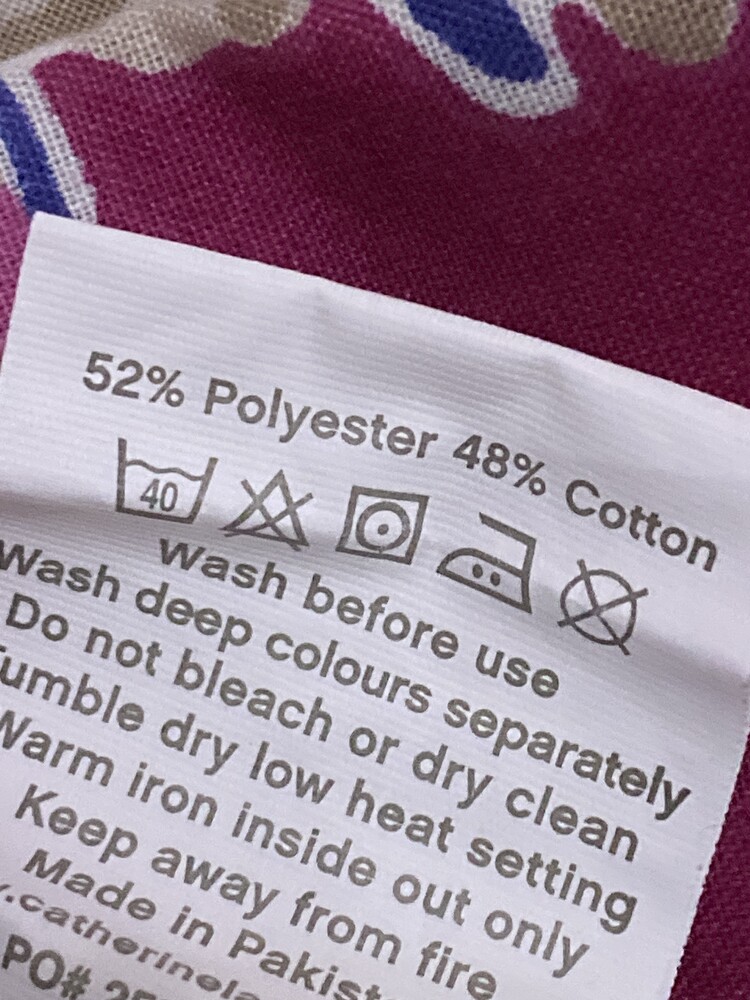 52% Polyester 48% Cotton
40
Wash before use
Wash deep colours separately
Do not bleach or dry clean
Tumble dry low heat setting
Warm iron inside out only
Keep away from fire
Made in
PO#